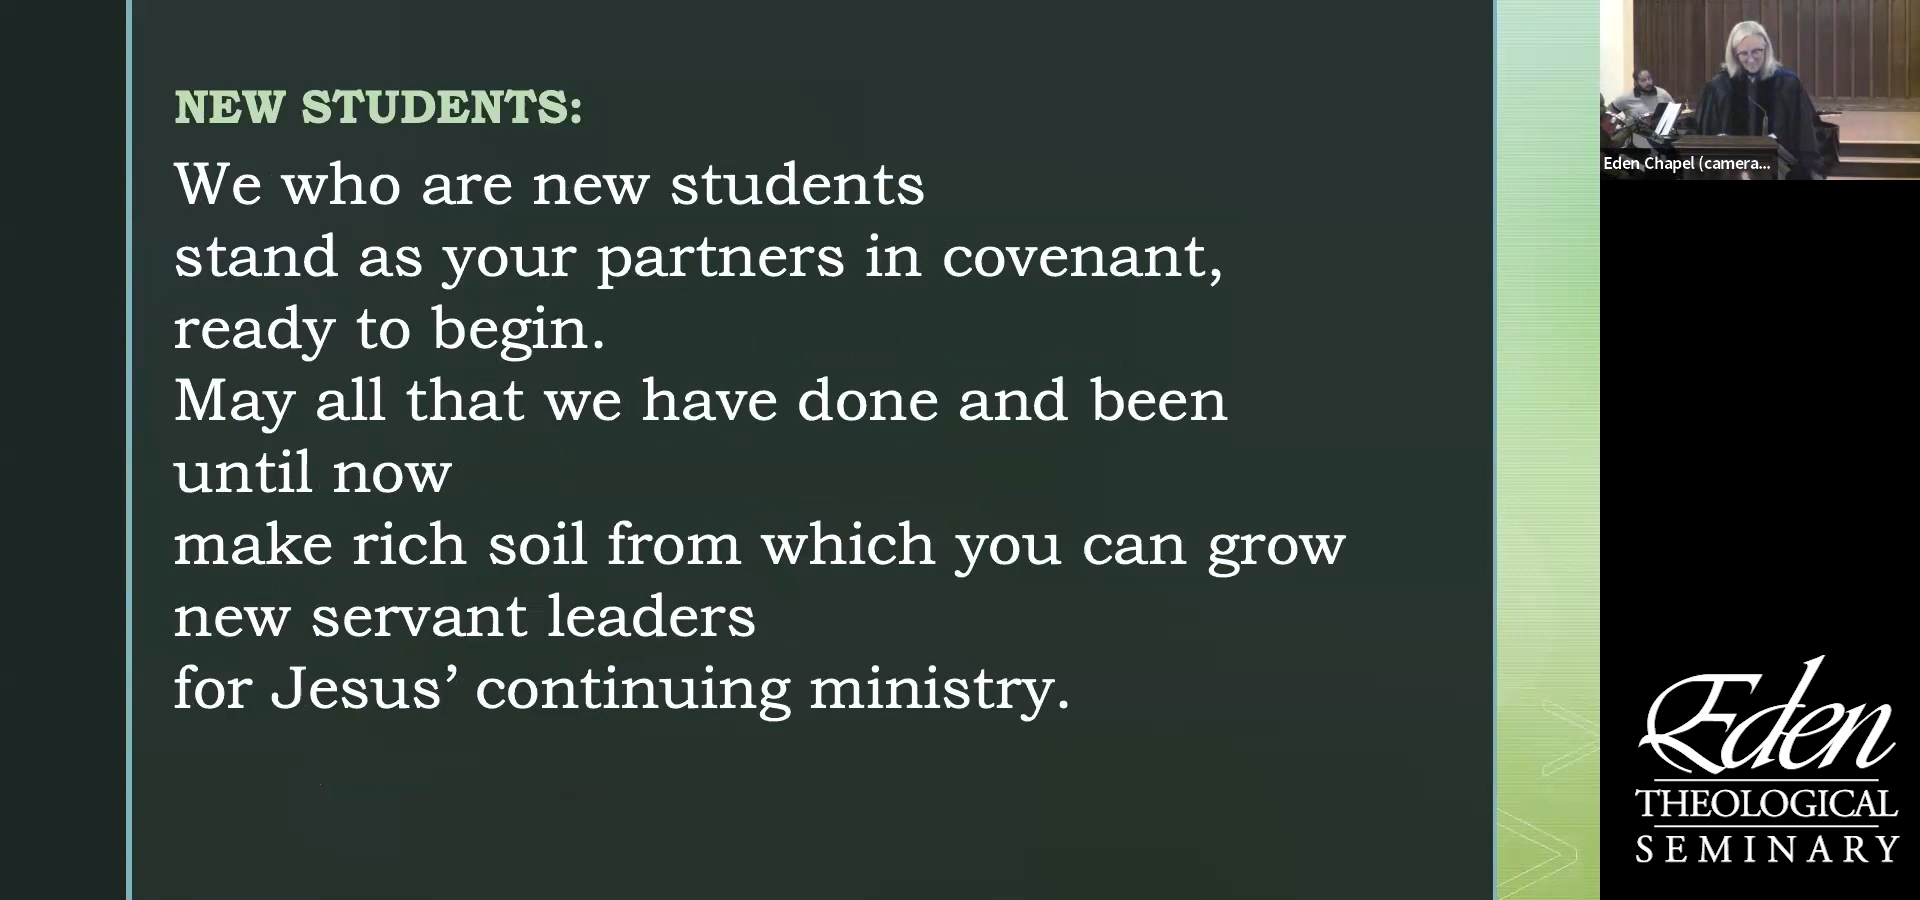 NEW STUDENTS:
We who are new students
stand as your partners in covenant,
ready to begin.
May all that we have done and been
until now
make rich soil from which you can grow
new servant leaders
for Jesus’ continuing ministry.
Eden Chapel (camera...
Eden
THEOLOGICAL
SEMINARY